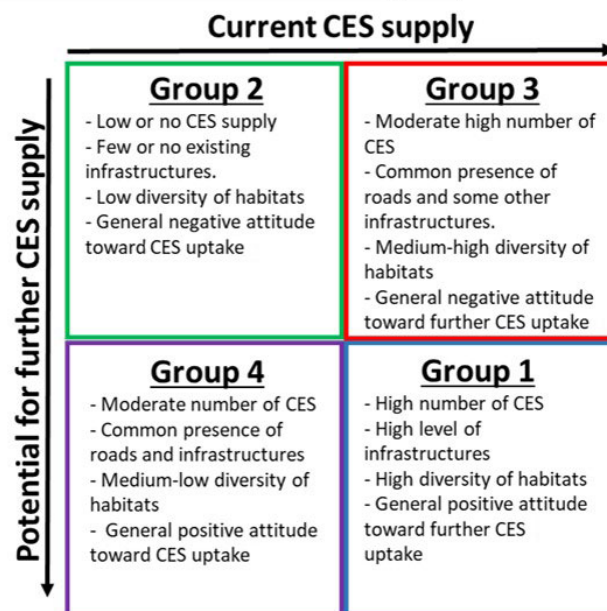 Current CES supply
Potential for further CES supply
Group 2
- Low or no CES supply
- Few or no existing
infrastructures.
- Low diversity of habitats
- General negative attitude
toward CES uptake
Group 3
- Moderate high number of
CES
- Common presence of
roads and some other
infrastructures.
- Medium-high diversity of
habitats
- General negative attitude
toward further CES uptake
Group 4
- Moderate number of CES
- Common presence of
roads and infrastructures
- Medium-low diversity of
habitats
- General positive attitude
toward CES uptake
Group 1
- High number of CES
- High level of
infrastructures
- High diversity of habitats
- General positive attitude
toward further CES
uptake